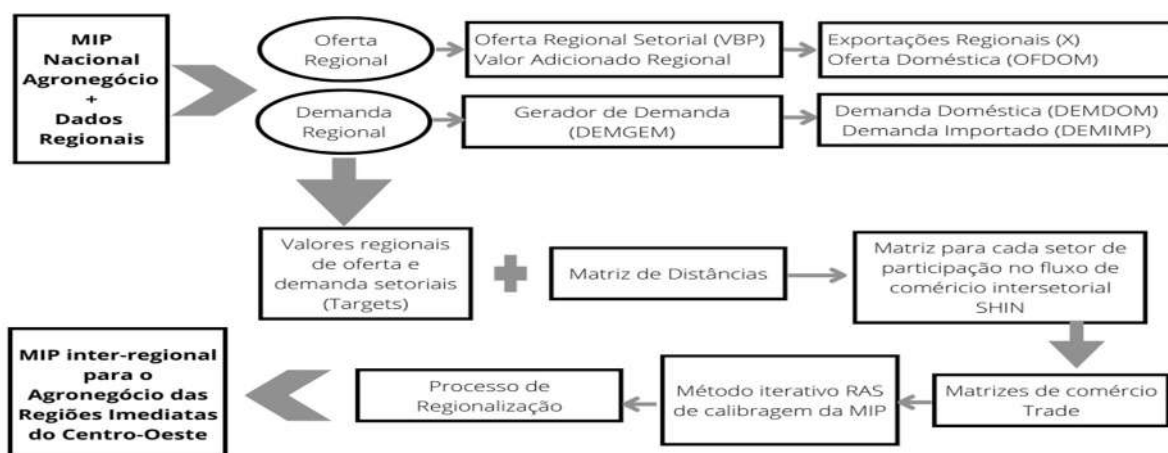 MIP
Nacional
Agronegócio
+
Dados
Regionais
Oferta
Regional
Oferta Regional Setorial (VBP)
Valor Adicionado Regional
Exportações Regionais (X)
Oferta Doméstica (OFDOM)
Demanda
Regional
Gerador de Demanda
(DEMGEM)
Demanda Doméstica (DEMDOM)
Demanda Importado (DEMIMP)
Valores regionais
de oferta e
demanda setoriais
(Targets)
Matriz de Distâncias
Matriz para cada setor de
participação no fluxo de
coméricio intersetorial
SHIN
Matrizes de comércio
Trade
Método iterativo RAS
de calibragem da MIP
Processo de
Regionalização
MIP inter-regional
para o
Agronegócio das
Regiões Imediatas
do Centro-Oeste